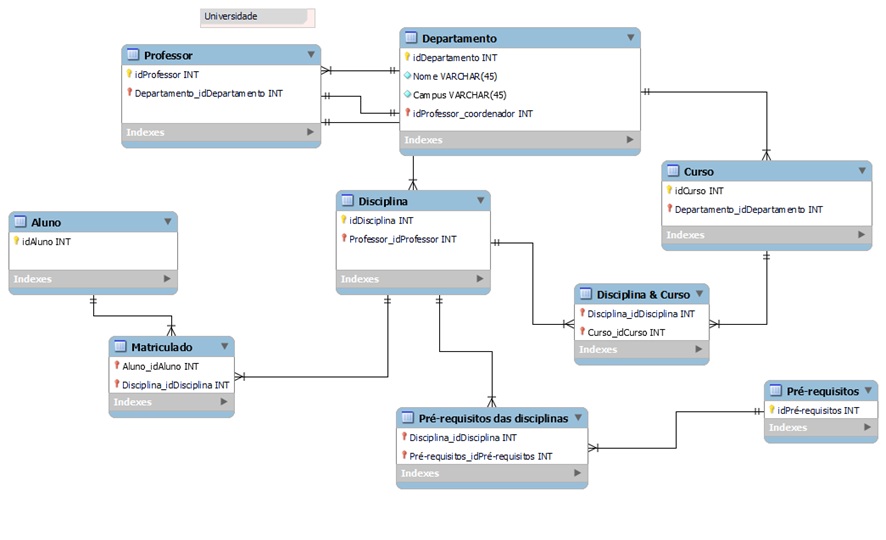 Universidade
Professor
idProfessor INT
Departamento_idDepartamento INT
Indexes
Departamento
idDepartamento INT
Nome VARCHAR(45)
Campus VARCHAR(45)
idProfessor_coordenador INT
Indexes
Curso
idCurso INT
Departamento_idDepartamento INT
Indexes
Disciplina
idDisciplina INT
Professor_idProfessor INT
Indexes
Aluno
idAluno INT
Indexes
Disciplina & Curso
Disciplina_idDisciplina INT
Curso_idCurso INT
Indexes
Matriculado
Aluno_idAluno INT
Disciplina_idDisciplina INT
Indexes
Pré-requisitos
idPré-requisitos INT
Indexes
Pré-requisitos das disciplinas
Disciplina_idDisciplina INT
Pré-requisitos_idPré-requisitos INT
Indexes